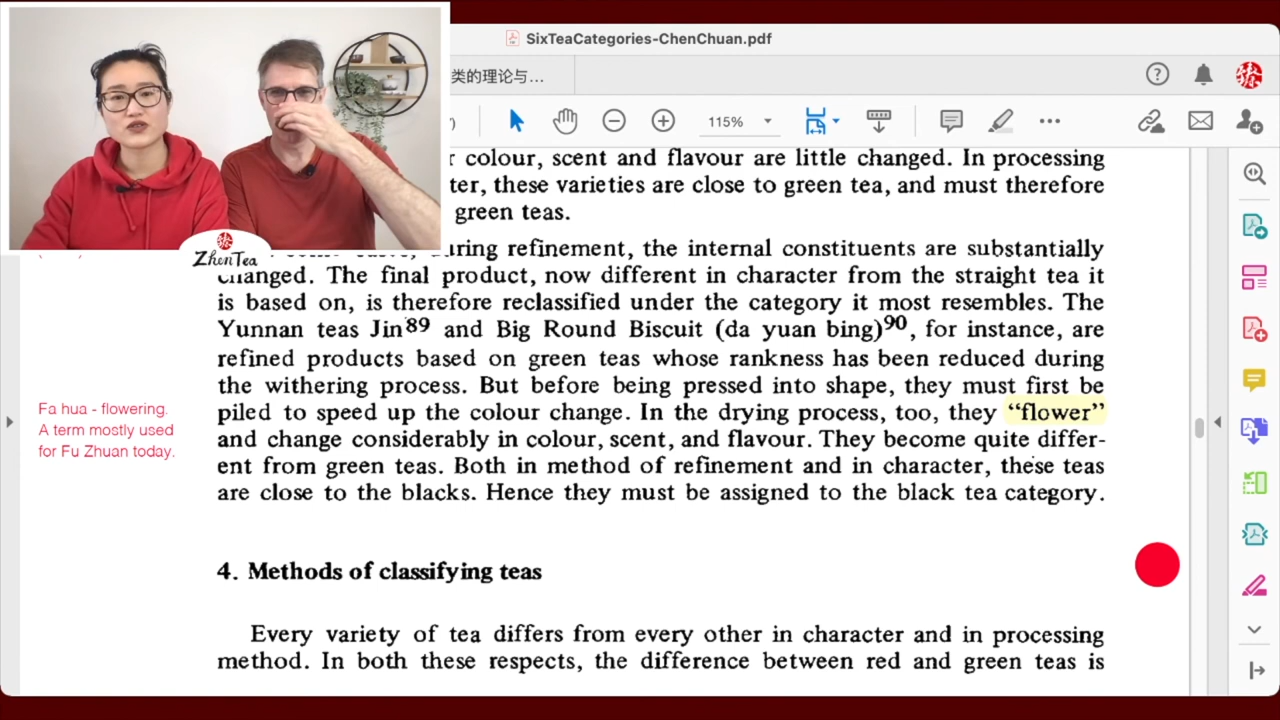 SixTeaCategories-ChenChuan.pdf
类的理论与...
115%
colour, scent and flavour are little changed. In processing
ter, these varieties are close to green tea, and must therefore
green teas.
during refinement, the internal constituents are substantially
changed. The final product, now different in character from the straight tea it
is based on, is therefore reclassified under the category it most resembles. The
Yunnan teas Jin89 and Big Round Biscuit (da yuan bing)90, for instance, are
refined products based on green teas whose rankness has been reduced during
the withering process. But before being pressed into shape, they must first be
piled to speed up the colour change. In the drying process, too, they “flower”
and change considerably in colour, scent, and flavour. They become quite differ-
ent from green teas. Both in method of refinement and in character, these teas
are close to the blacks. Hence they must be assigned to the black tea category.
4. Methods of classifying teas
Every variety of tea differs from every other in character and in processing
method. In both these respects, the difference between red and green teas is
Fa hua - flowering.
A term mostly used
for Fu Zhuan today.
ZhenTea